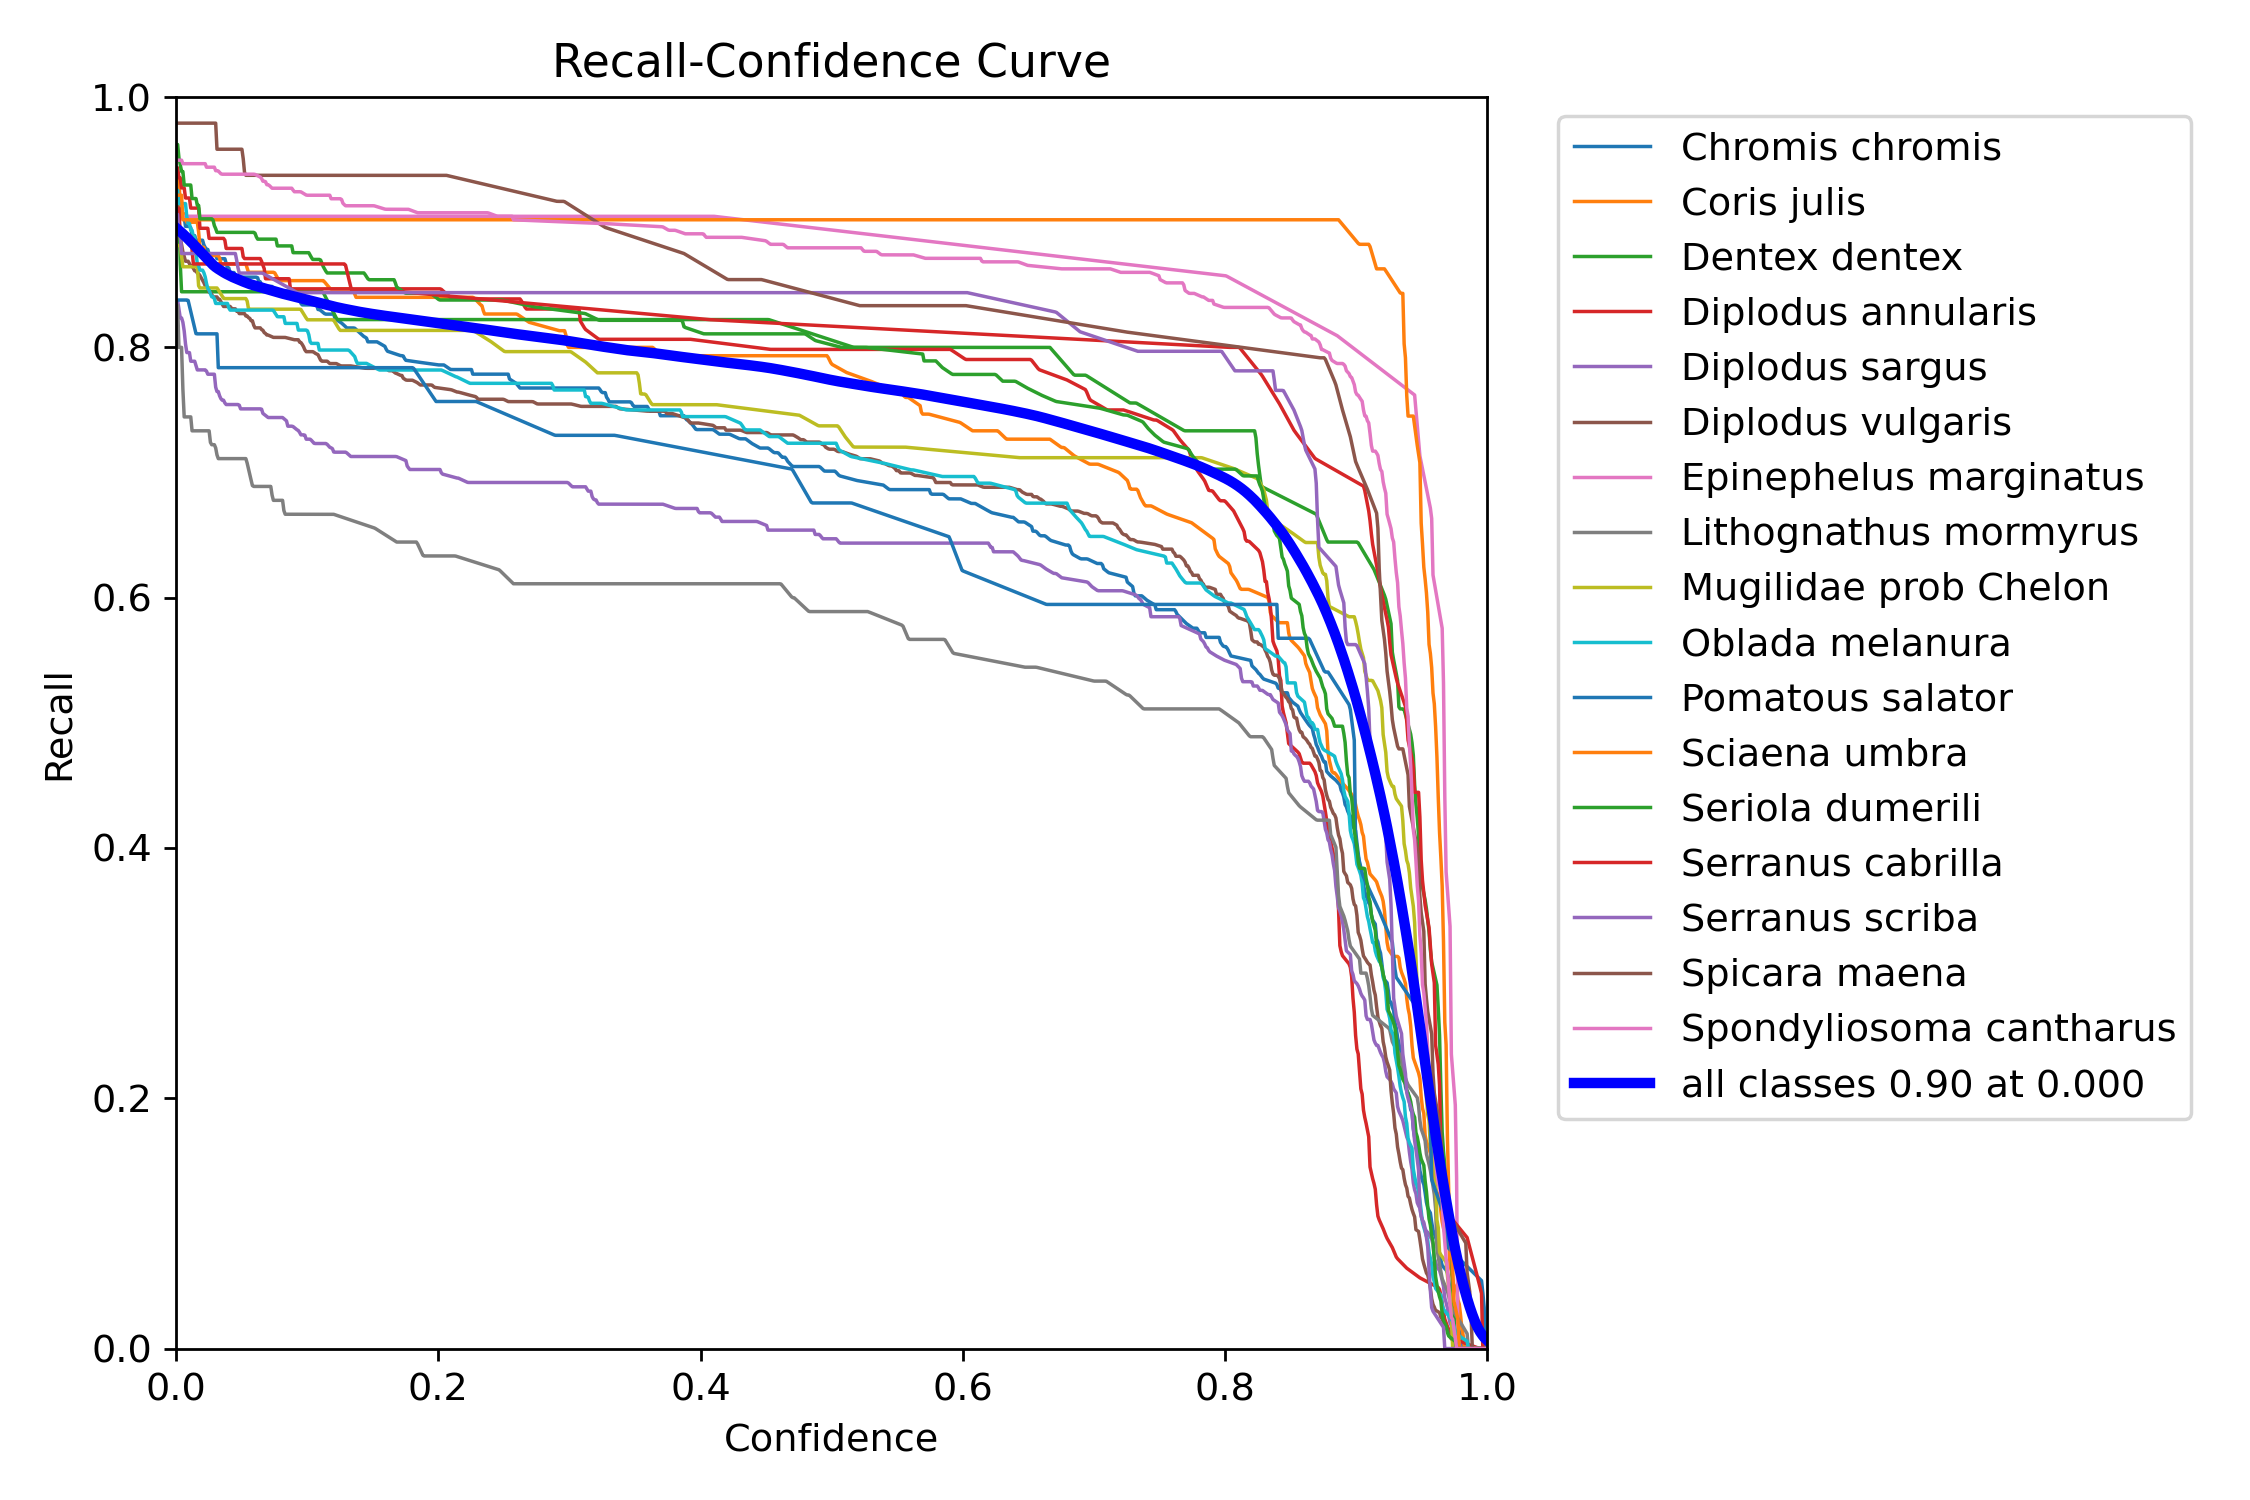 Recall-Confidence Curve
1.0
0.8
0.6
0.4
0.2
0.0
Recall
0.0 0.2 0.4 0.6 0.8 1.0
Confidence
Chromis chromis
Coris julis
Dentex dentex
Diplodus annularis
Diplodus sargus
Diplodus vulgaris
Epinephelus marginatus
Lithognathus mormyrus
Mugilidae prob Chelon
Oblada melanura
Pomatous salator
Sciaena umbra
Seriola dumerili
Serranus cabrilla
Serranus scriba
Spicara maena
Spondyliosoma cantharus
all classes 0.90 at 0.000